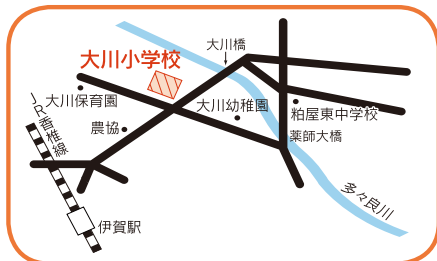 大川橋
大川小学校
大川保育園
大川幼稚園
粕屋東中学校
農協
薬師大橋
JR香椎線
多々良川
伊賀駅